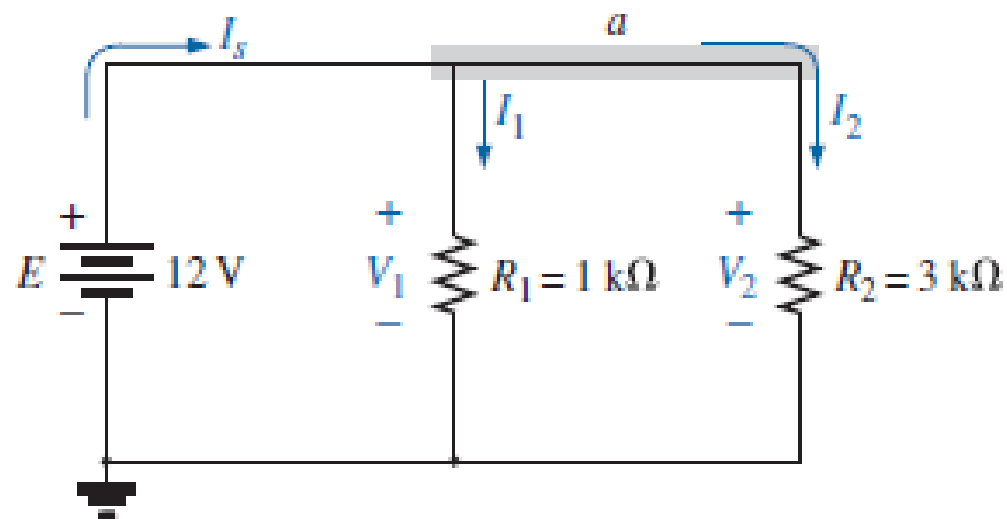 a
I_s
I_1
I_2
+
+
+
E
12 V
V_1
R_1 = 1 kΩ
V_2
R_2 = 3 kΩ
−
−
−